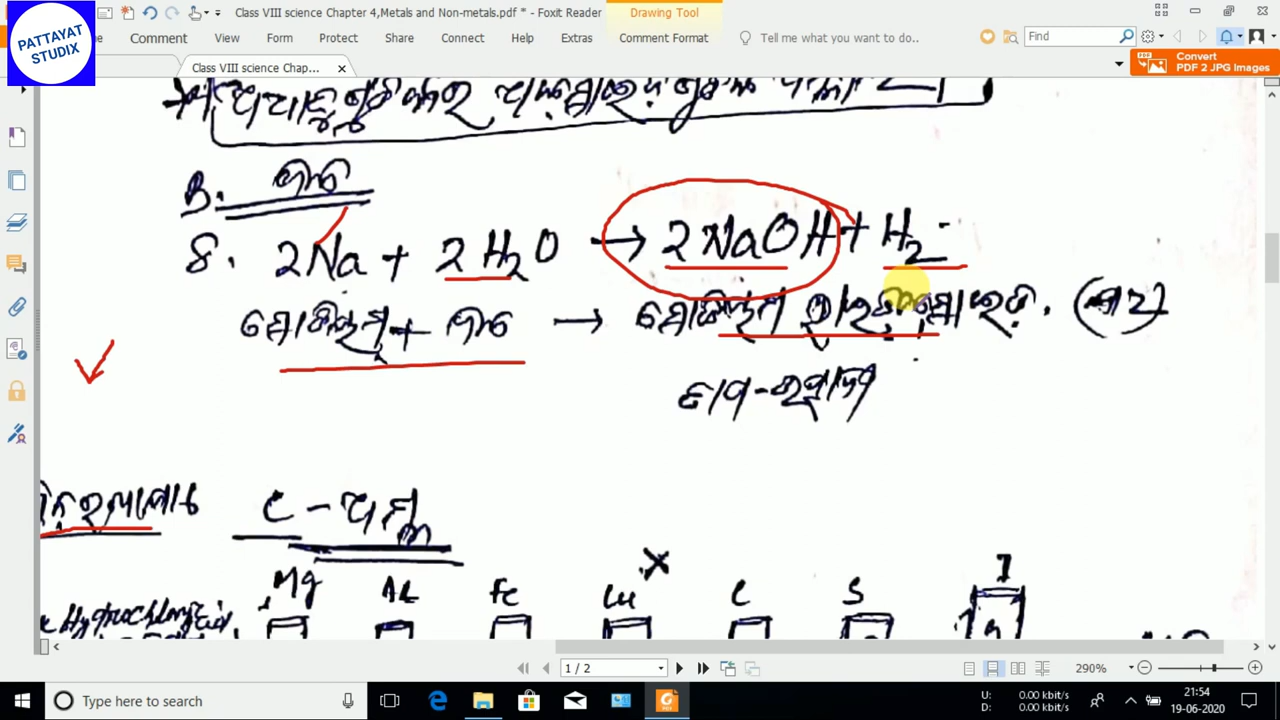 PATTAYAT
STUDIX
Class VIII science Chapter 4,Metals and Non-metals.pdf * - Foxit Reader
Drawing Tool
Comment View Form Protect Share Connect Help Extras Comment Format Tell me what you want to do.. Find
Class VIII science Chap...
Convert
PDF 2 JPG Images
B. ଜଳ
8. 2Na + 2H₂O → 2NaOH + H₂
ସୋଡିୟମ୍ + ଜଳ → ସୋଡିୟମ୍ ହାଇଡ୍ରୋକ୍ସାଇଡ୍.
ତାପ-ଉତ୍ପାଦୀ
C - ଅମ୍ଳ
Mg Al Fe Cu C S I
1 / 2
290%
Type here to search
U: 0.00 kbit/s
D: 0.00 kbit/s
21:54
19-06-2020